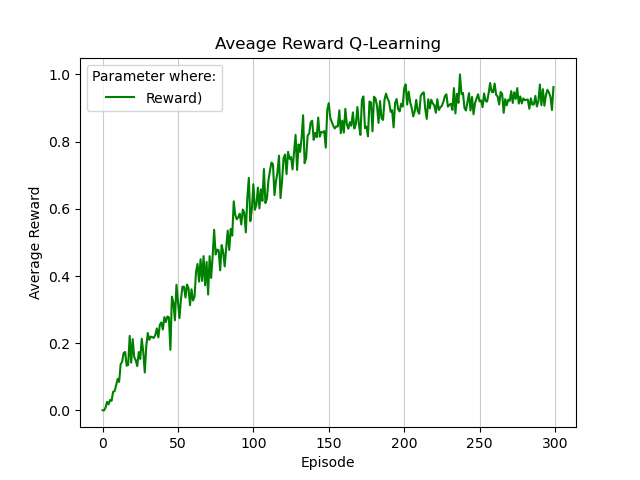 Aveage Reward Q-Learning
Parameter where:
Reward)
Average Reward
1.0
0.8
0.6
0.4
0.2
0.0
0 50 100 150 200 250 300
Episode